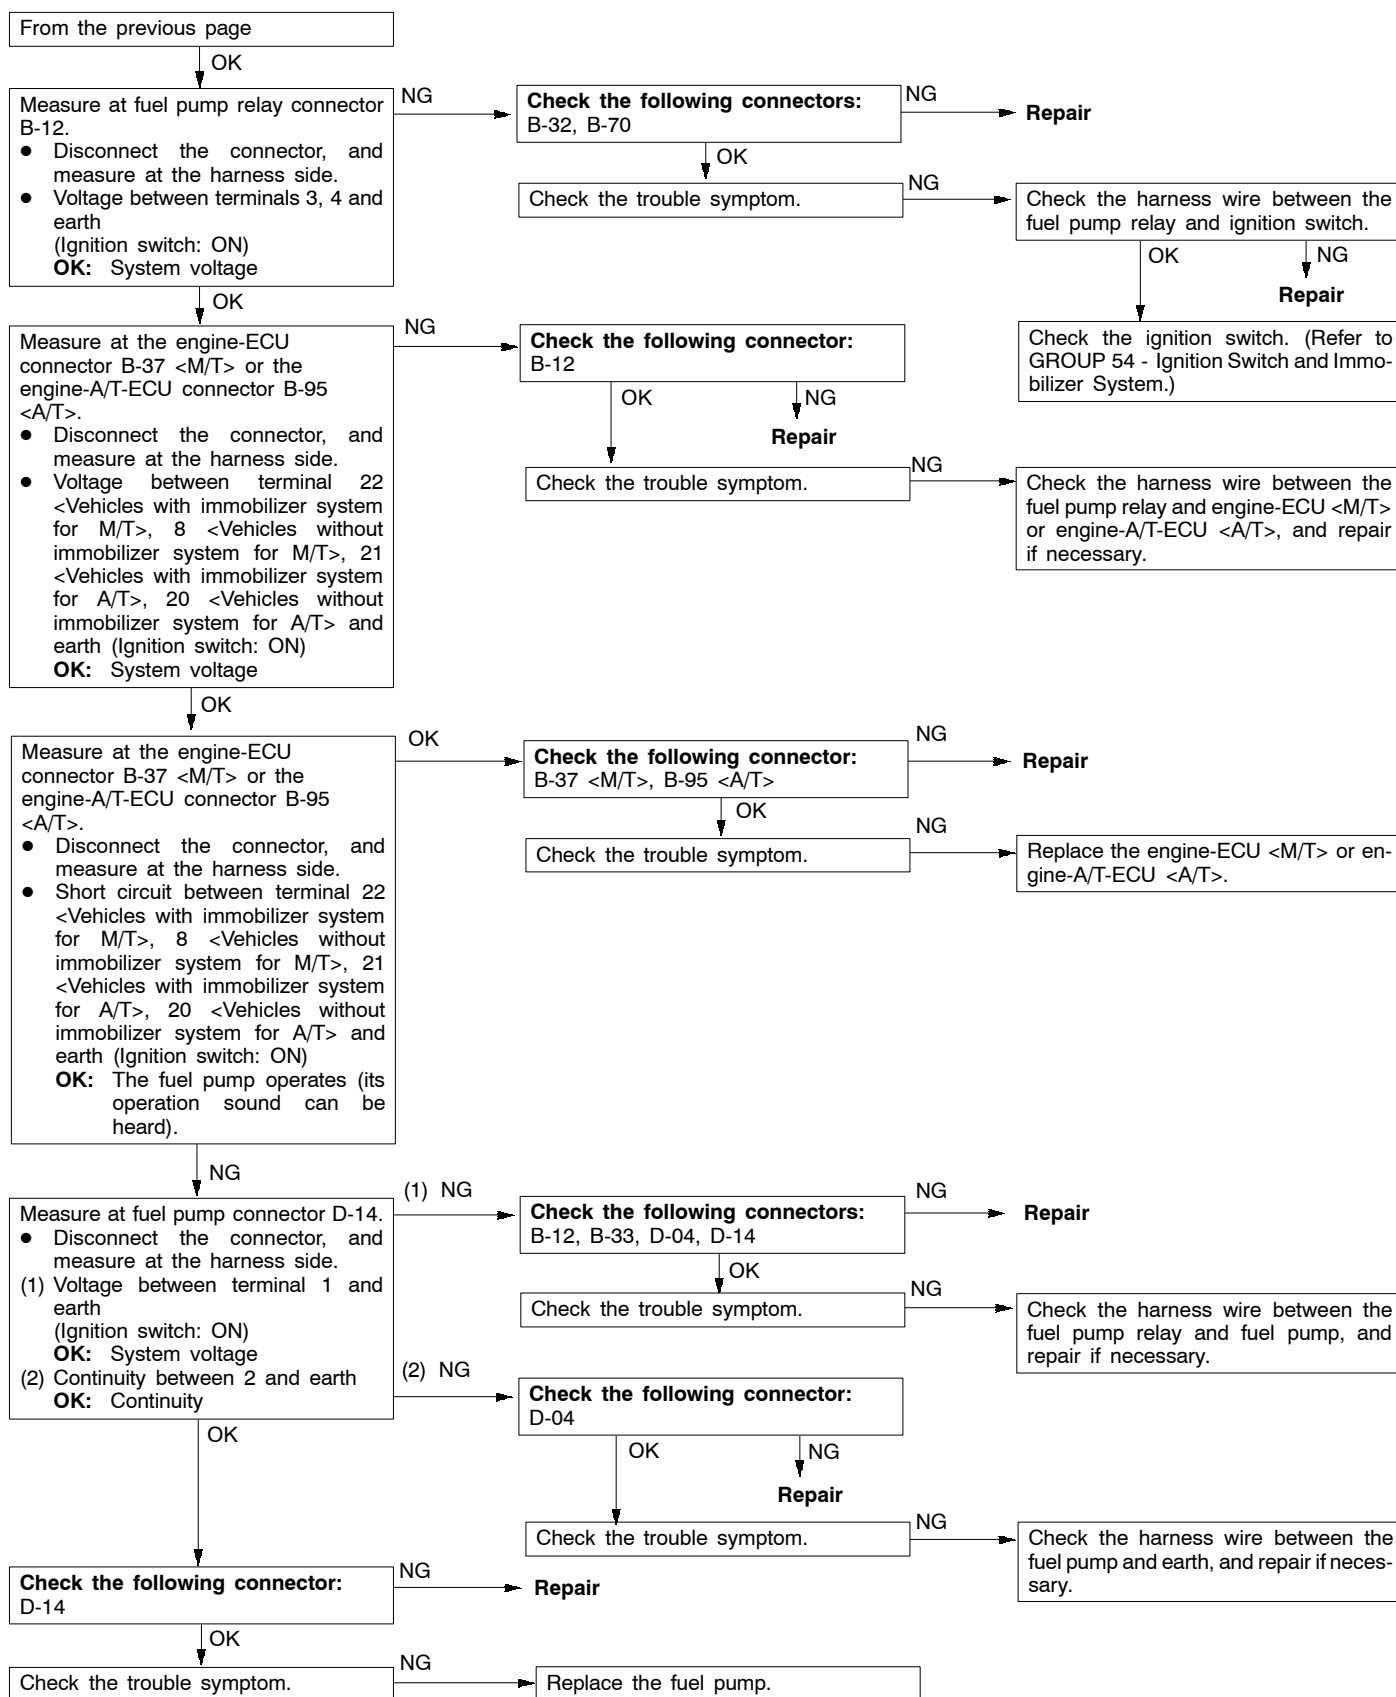 From the previous page
OK
Measure at fuel pump relay connector
B-12.
● Disconnect the connector, and
measure at the harness side.
● Voltage between terminals 3, 4 and
earth
(Ignition switch: ON)
OK: System voltage
NG
Check the following connectors:
B-32, B-70
NG
Repair
OK
Check the trouble symptom.
NG
Check the harness wire between the
fuel pump relay and ignition switch.
OK
NG
Repair
Check the ignition switch. (Refer to
GROUP 54 - Ignition Switch and Immo-
bilizer System.)
OK
Measure at the engine-ECU
connector B-37 <M/T> or the
engine-A/T-ECU connector B-95
<A/T>.
● Disconnect the connector, and
measure at the harness side.
● Voltage between terminal 22
<Vehicles with immobilizer system
for M/T>, 8 <Vehicles without
immobilizer system for M/T>, 21
<Vehicles with immobilizer system
for A/T>, 20 <Vehicles without
immobilizer system for A/T> and
earth (Ignition switch: ON)
OK: System voltage
NG
Check the following connector:
B-12
OK
NG
Repair
Check the trouble symptom.
NG
Check the harness wire between the
fuel pump relay and engine-ECU <M/T>
or engine-A/T-ECU <A/T>, and repair
if necessary.
OK
Measure at the engine-ECU
connector B-37 <M/T> or the
engine-A/T-ECU connector B-95
<A/T>.
● Disconnect the connector, and
measure at the harness side.
● Short circuit between terminal 22
<Vehicles with immobilizer system
for M/T>, 8 <Vehicles without
immobilizer system for M/T>, 21
<Vehicles with immobilizer system
for A/T>, 20 <Vehicles without
immobilizer system for A/T> and
earth (Ignition switch: ON)
OK: The fuel pump operates (its
operation sound can be
heard).
OK
Check the following connector:
B-37 <M/T>, B-95 <A/T>
NG
Repair
OK
Check the trouble symptom.
NG
Replace the engine-ECU <M/T> or en-
gine-A/T-ECU <A/T>.
NG
Measure at fuel pump connector D-14.
● Disconnect the connector, and
measure at the harness side.
(1) Voltage between terminal 1 and
earth
(Ignition switch: ON)
OK: System voltage
(2) Continuity between 2 and earth
OK: Continuity
(1) NG
Check the following connectors:
B-12, B-33, D-04, D-14
NG
Repair
OK
Check the trouble symptom.
NG
Check the harness wire between the
fuel pump relay and fuel pump, and
repair if necessary.
(2) NG
Check the following connector:
D-04
OK
NG
Repair
Check the trouble symptom.
NG
Check the harness wire between the
fuel pump and earth, and repair if neces-
sary.
OK
Check the following connector:
D-14
NG
Repair
OK
Check the trouble symptom.
NG
Replace the fuel pump.